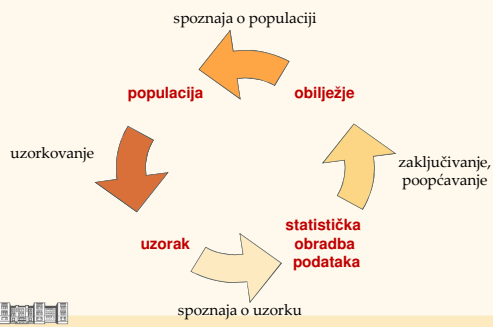 spoznaja o populaciji
populacija
obilježje
uzorkovanje
zaključivanje,
poopćavanje
uzorak
statistička
obradba
podataka
spoznaja o uzorku